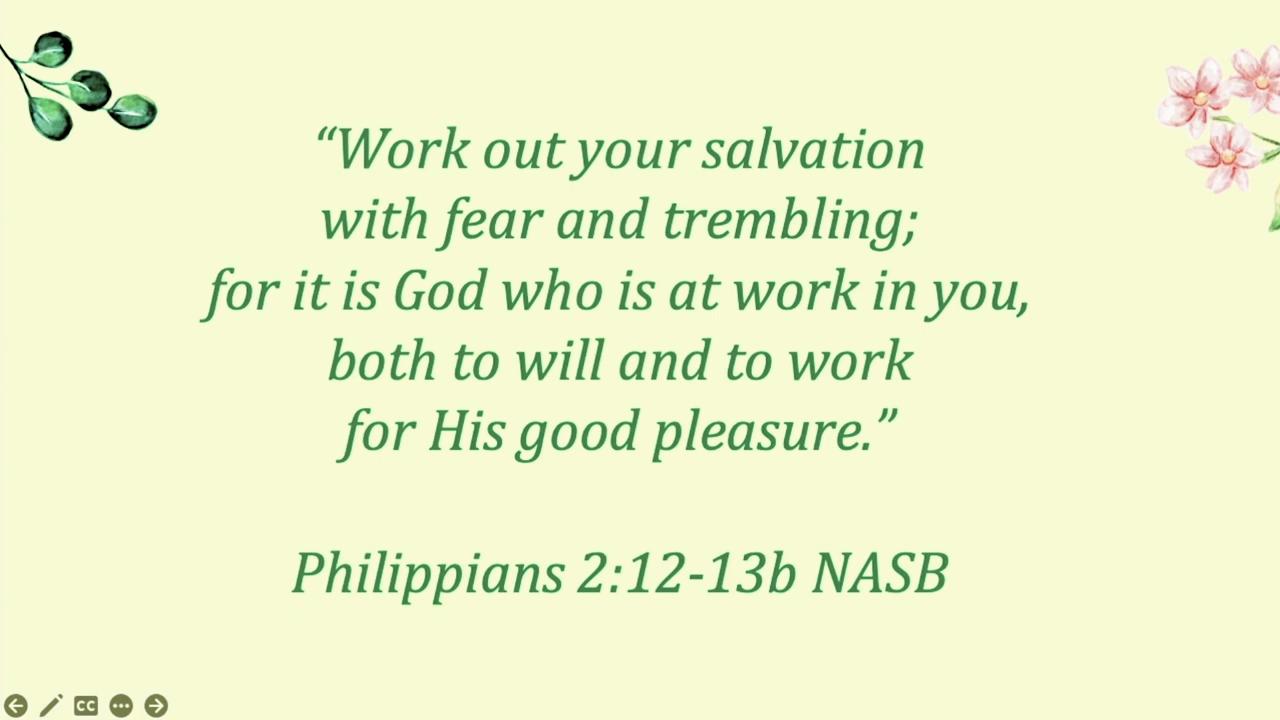 “Work out your salvation
with fear and trembling;
for it is God who is at work in you,
both to will and to work
for His good pleasure.”
Philippians 2:12-13b NASB
CC